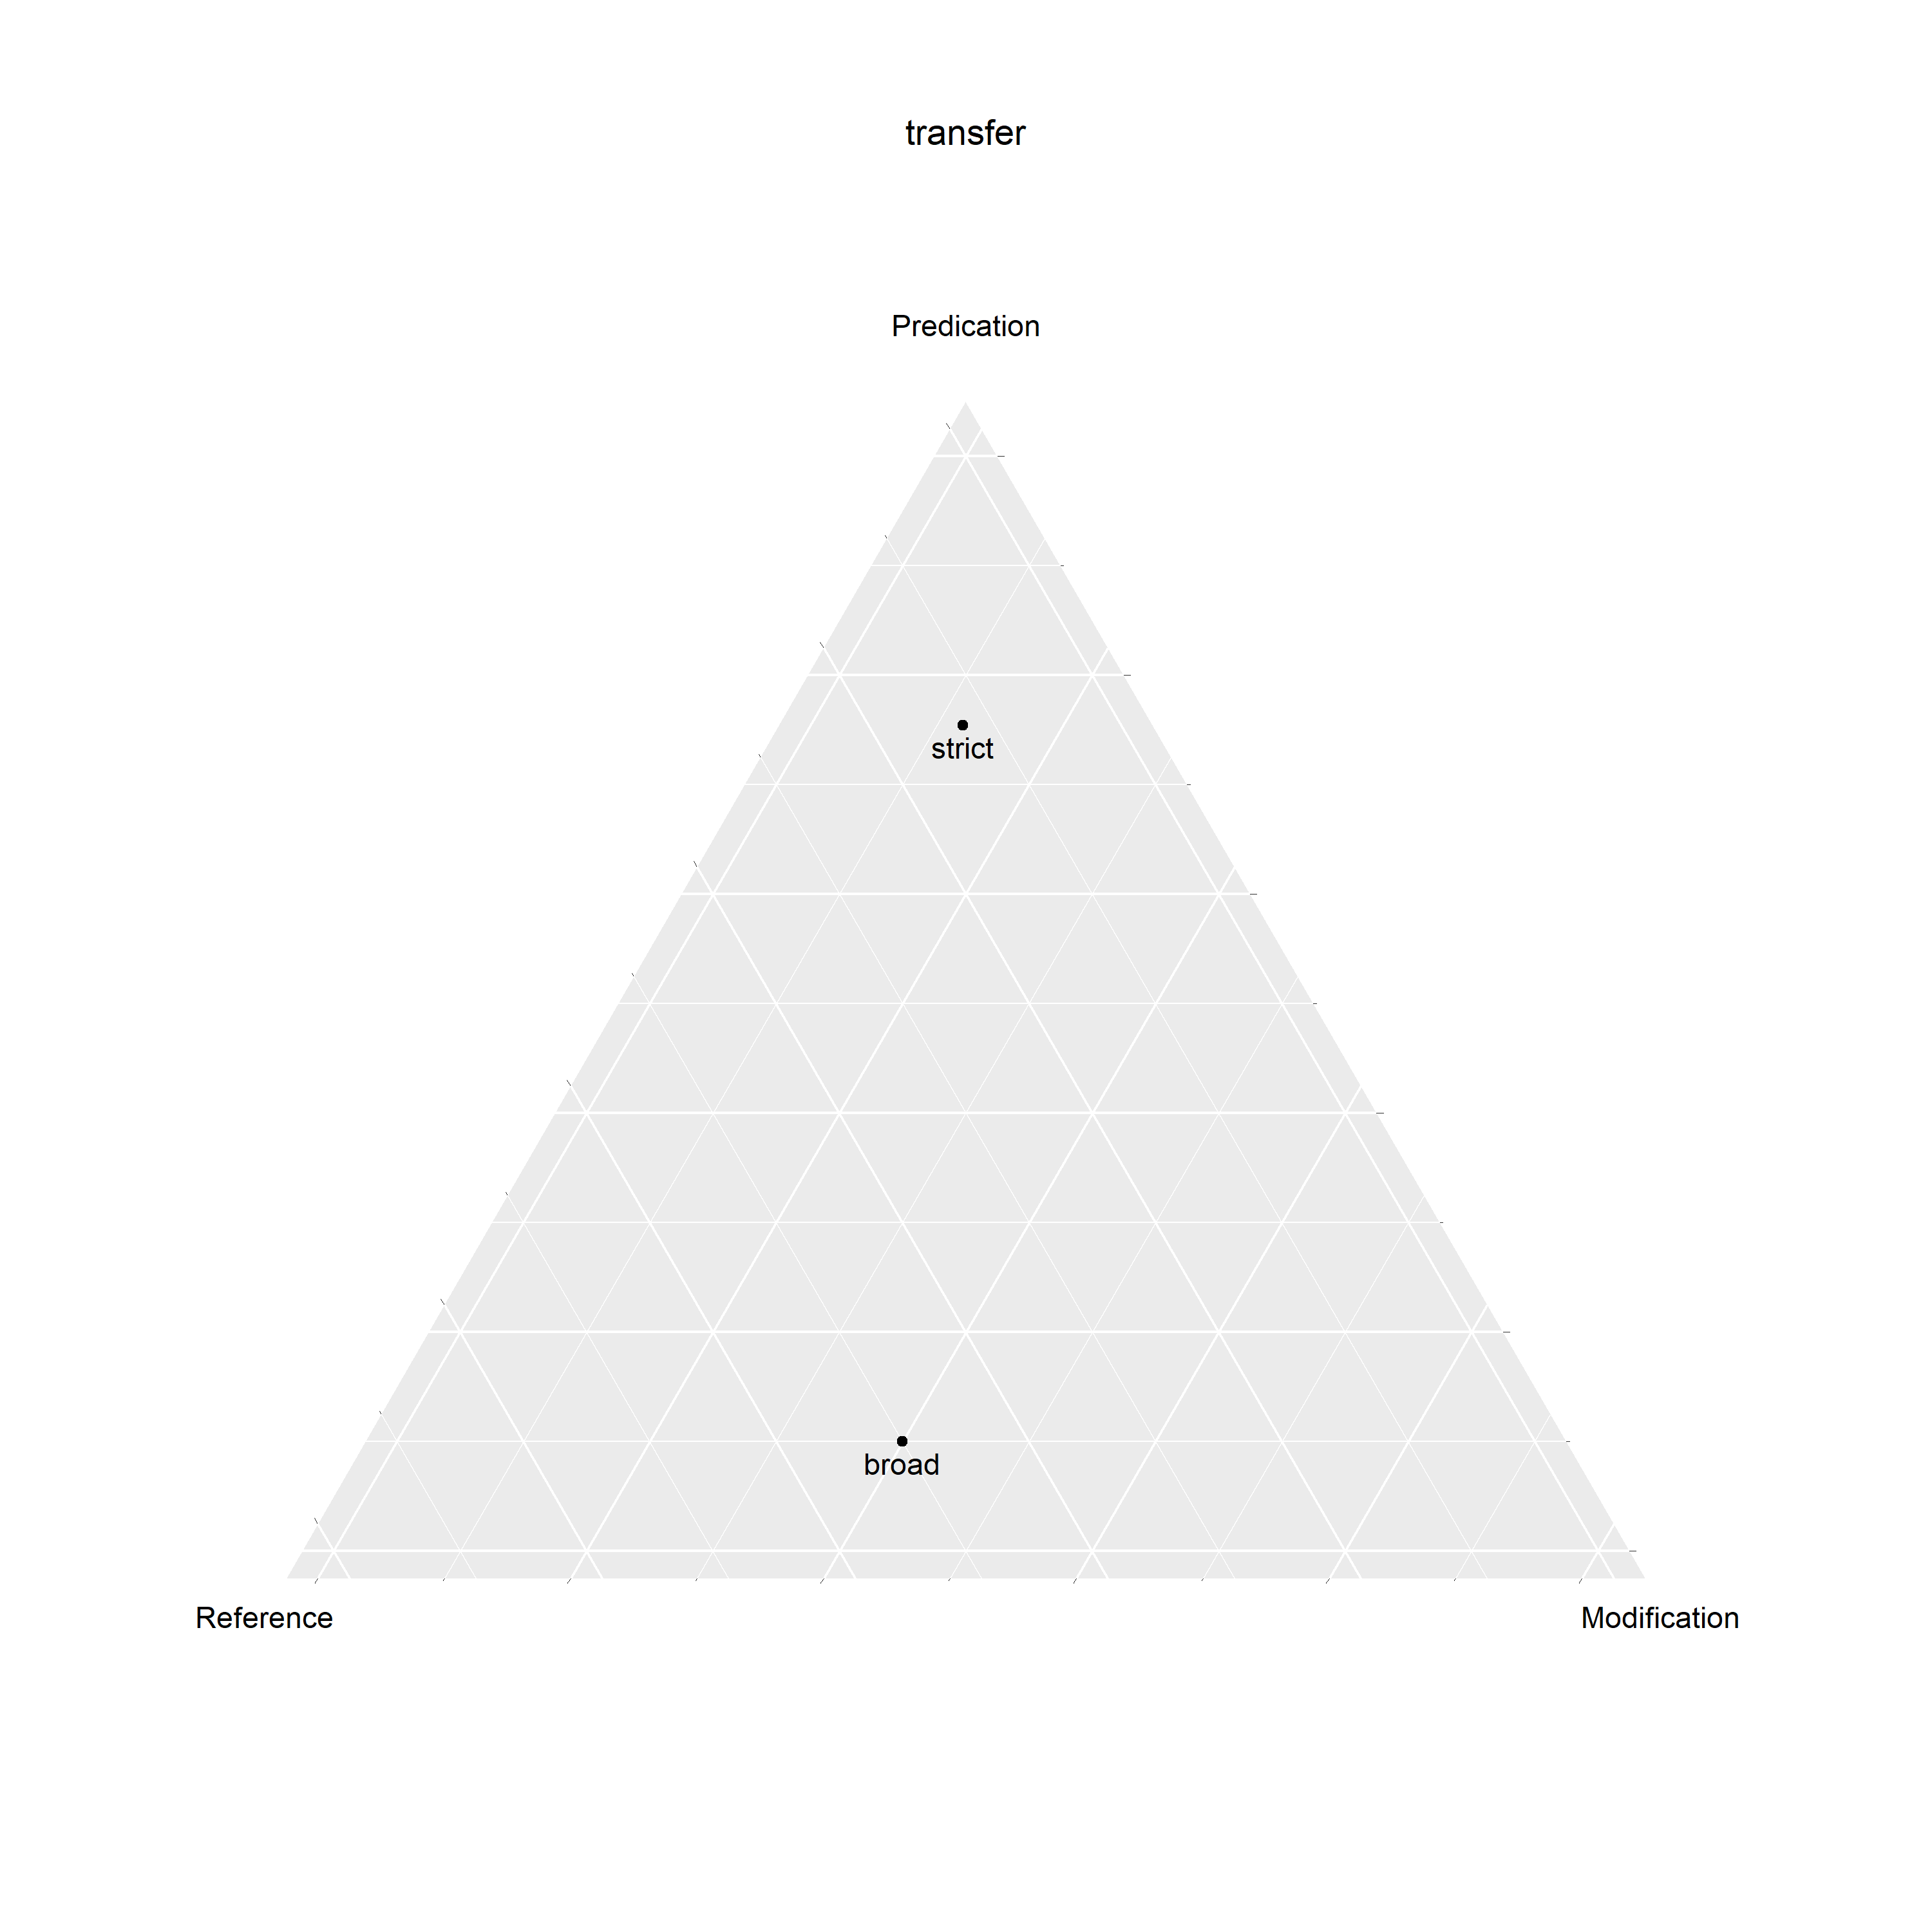 transfer
Predication
strict
broad
Reference
Modification